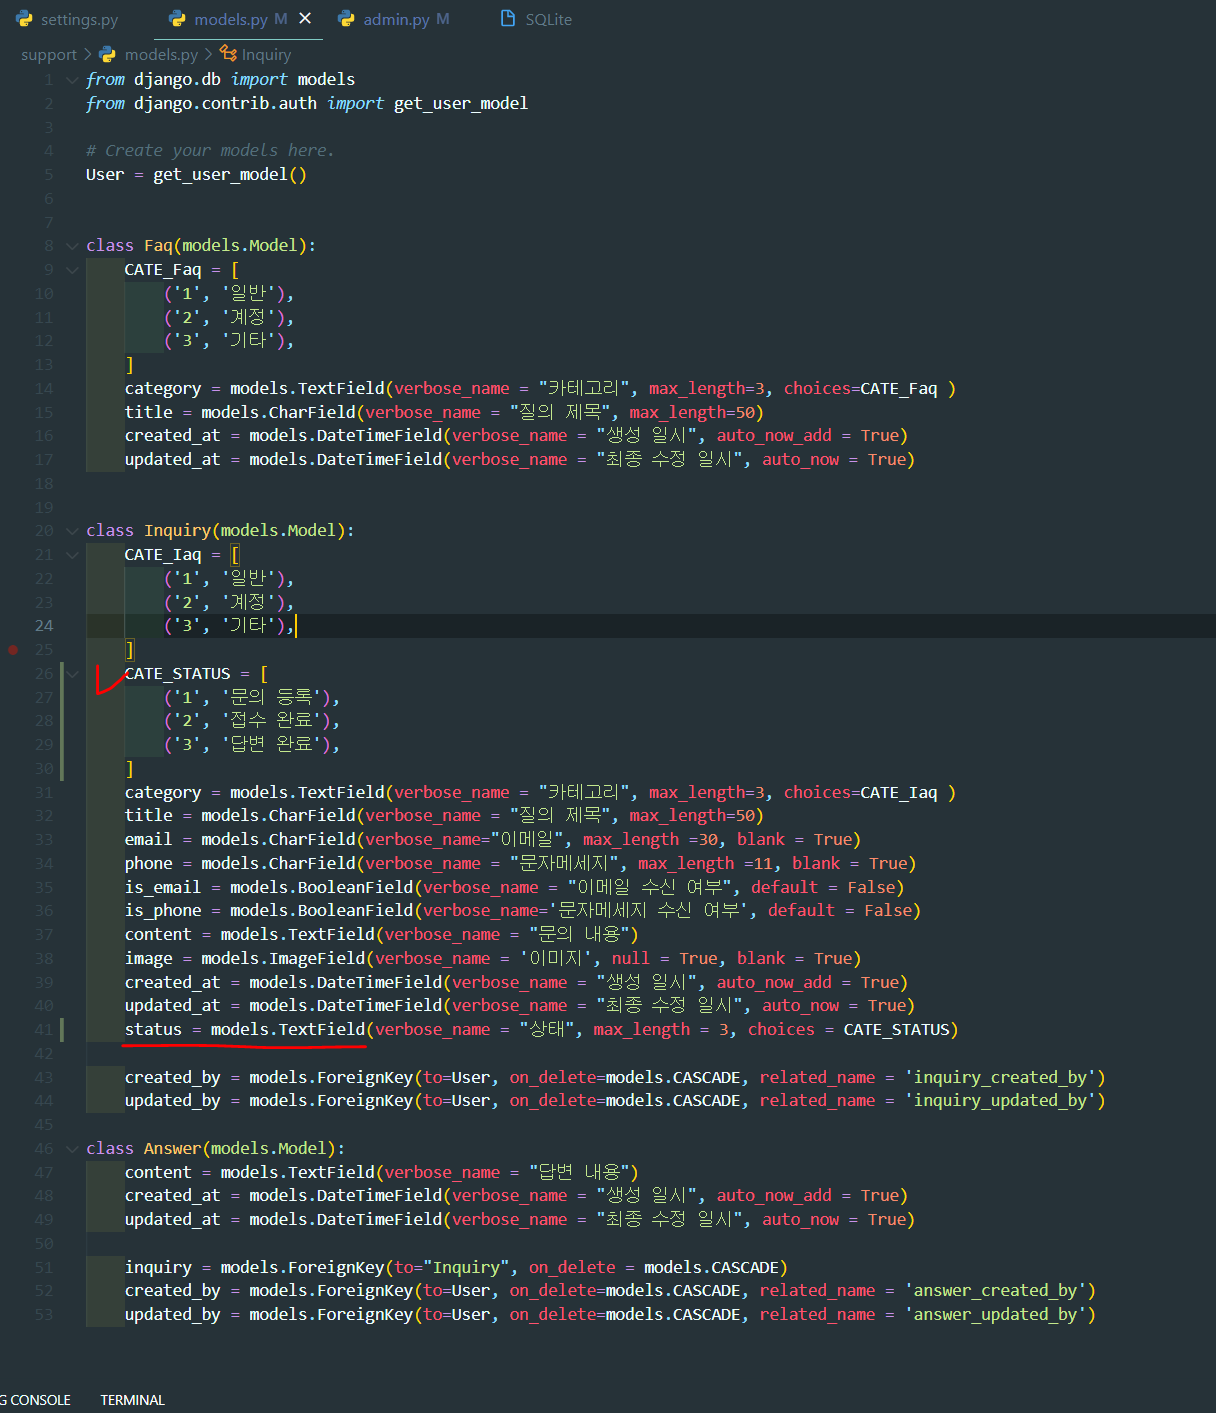 settings.py models.py M admin.py M SQLite
support > models.py > Inquiry
1 from django.db import models
2 from django.contrib.auth import get_user_model
3
4 # Create your models here.
5 User = get_user_model()
6
7
8 class Faq(models.Model):
9 CATE_Faq = [
10 ('1', '일반'),
11 ('2', '계정'),
12 ('3', '기타'),
13 ]
14 category = models.TextField(verbose_name = "카테고리", max_length=3, choices=CATE_Faq )
15 title = models.CharField(verbose_name = "질의 제목", max_length=50)
16 created_at = models.DateTimeField(verbose_name = "생성 일시", auto_now_add = True)
17 updated_at = models.DateTimeField(verbose_name = "최종 수정 일시", auto_now = True)
18
19
20 class Inquiry(models.Model):
21 CATE_Iaq = [
22 ('1', '일반'),
23 ('2', '계정'),
24 ('3', '기타'),
25 ]
26 CATE_STATUS = [
27 ('1', '문의 등록'),
28 ('2', '접수 완료'),
29 ('3', '답변 완료'),
30 ]
31 category = models.TextField(verbose_name = "카테고리", max_length=3, choices=CATE_Iaq )
32 title = models.CharField(verbose_name = "질의 제목", max_length=50)
33 email = models.CharField(verbose_name="이메일", max_length =30, blank = True)
34 phone = models.CharField(verbose_name = "문자메세지", max_length =11, blank = True)
35 is_email = models.BooleanField(verbose_name = "이메일 수신 여부", default = False)
36 is_phone = models.BooleanField(verbose_name='문자메세지 수신 여부', default = False)
37 content = models.TextField(verbose_name = "문의 내용")
38 image = models.ImageField(verbose_name = '이미지', null = True, blank = True)
39 created_at = models.DateTimeField(verbose_name = "생성 일시", auto_now_add = True)
40 updated_at = models.DateTimeField(verbose_name = "최종 수정 일시", auto_now = True)
41 status = models.TextField(verbose_name = "상태", max_length = 3, choices = CATE_STATUS)
42
43 created_by = models.ForeignKey(to=User, on_delete=models.CASCADE, related_name = 'inquiry_created_by')
44 updated_by = models.ForeignKey(to=User, on_delete=models.CASCADE, related_name = 'inquiry_updated_by')
45
46 class Answer(models.Model):
47 content = models.TextField(verbose_name = "답변 내용")
48 created_at = models.DateTimeField(verbose_name = "생성 일시", auto_now_add = True)
49 updated_at = models.DateTimeField(verbose_name = "최종 수정 일시", auto_now = True)
50
51 inquiry = models.ForeignKey(to="Inquiry", on_delete = models.CASCADE)
52 created_by = models.ForeignKey(to=User, on_delete=models.CASCADE, related_name = 'answer_created_by')
53 updated_by = models.ForeignKey(to=User, on_delete=models.CASCADE, related_name = 'answer_updated_by')
G CONSOLE TERMINAL